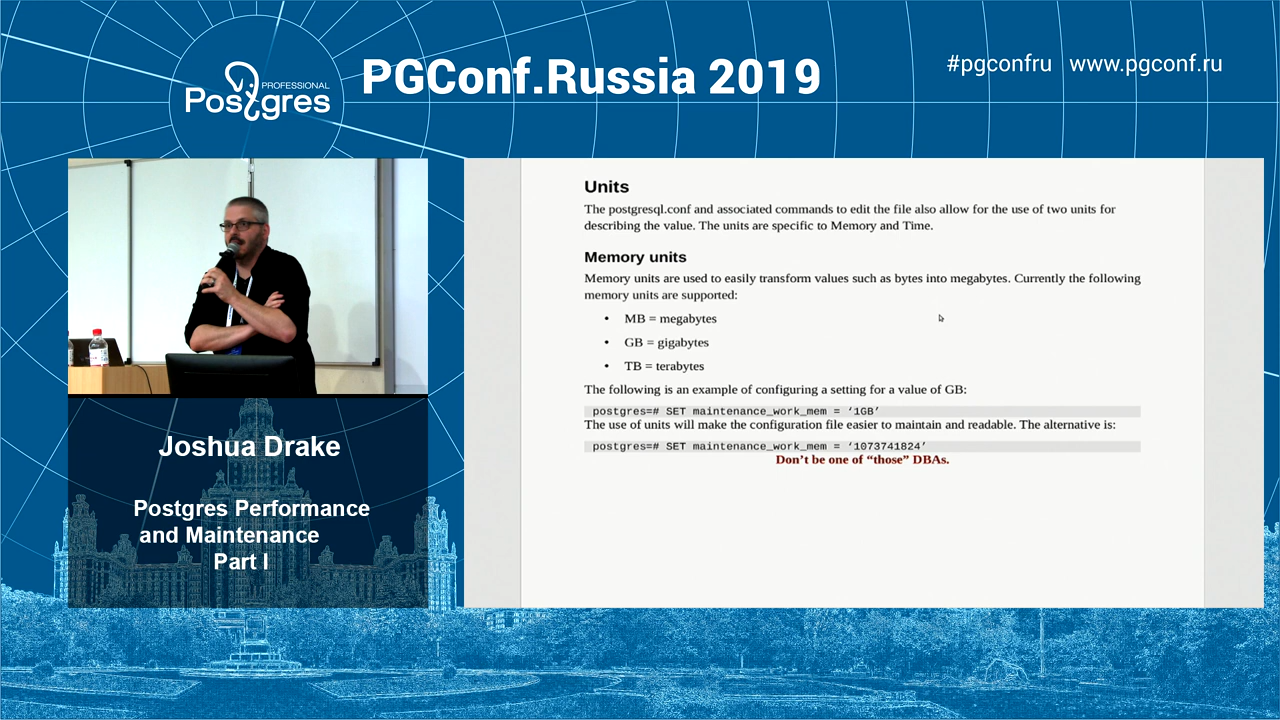 PROFESSIONAL
Postgres
PGConf.Russia 2019
#pgconfru www.pgconf.ru
Units
The postgresql.conf and associated commands to edit the file also allow for the use of two units for
describing the value. The units are specific to Memory and Time.
Memory units
Memory units are used to easily transform values such as bytes into megabytes. Currently the following
memory units are supported:
• MB = megabytes
• GB = gigabytes
• TB = terabytes
The following is an example of configuring a setting for a value of GB:
postgres=# SET maintenance_work_mem = ‘1GB’
The use of units will make the configuration file easier to maintain and readable. The alternative is:
postgres=# SET maintenance_work_mem = ‘1073741824’
Don’t be one of “those” DBAs.
Joshua Drake
Postgres Performance
and Maintenance
Part I